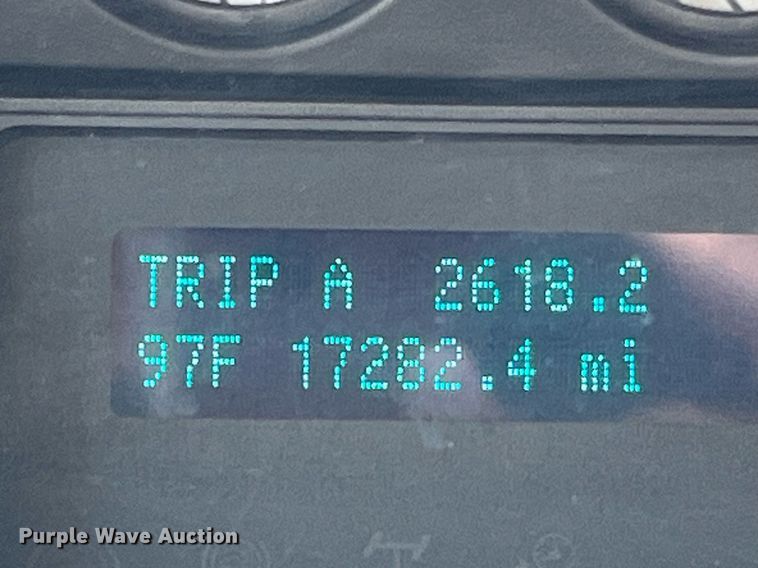 TRIP A 2618.2
97F 17282.4 mi
Purple Wave Auction